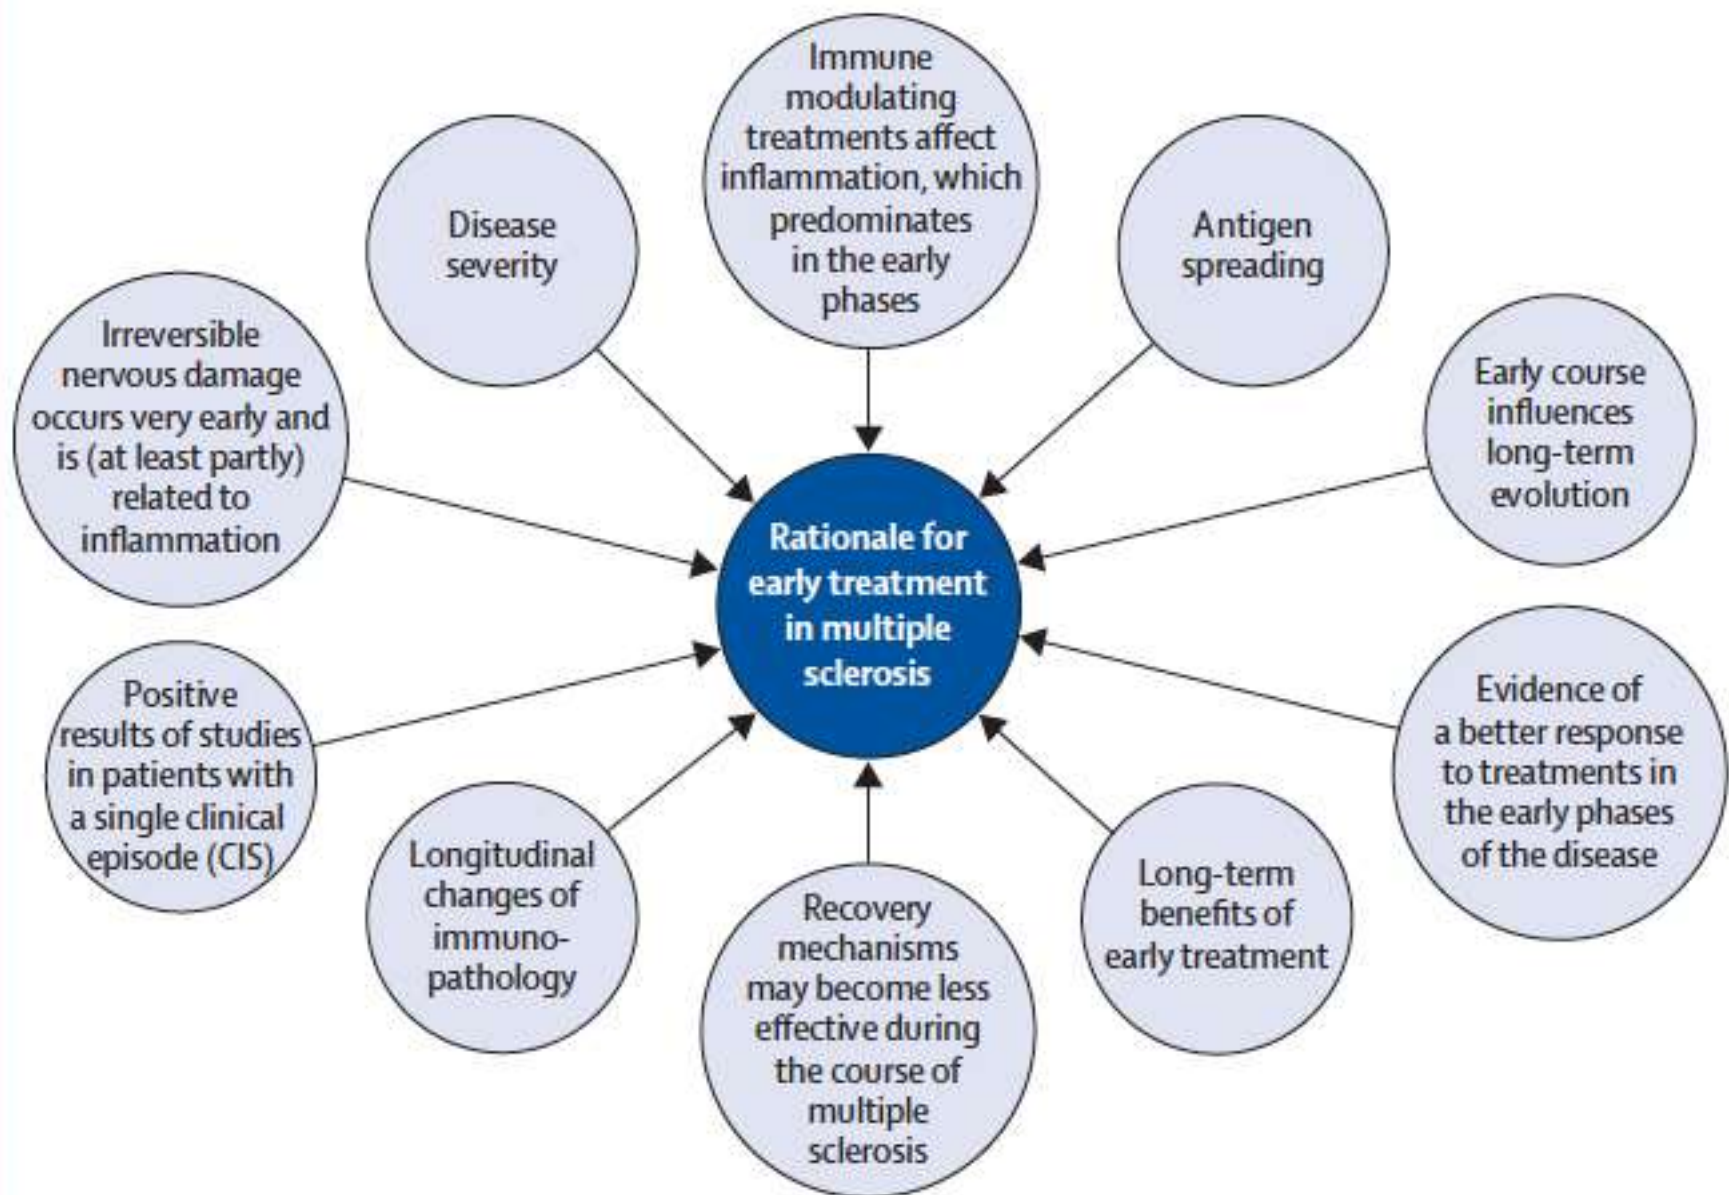 Immune
modulating
treatments affect
inflammation, which
predominates
in the early
phases
Disease
severity
Antigen
spreading
Irreversible
nervous damage
occurs very early and
is (at least partly)
related to
inflammation
Early course
influences
long-term
evolution
Rationale for
early treatment
in multiple
sclerosis
Positive
results of studies
in patients with
a single clinical
episode (CIS)
Evidence of
a better response
to treatments in
the early phases
of the disease
Longitudinal
changes of
immuno-
pathology
Recovery
mechanisms
may become less
effective during
the course of
multiple
sclerosis
Long-term
benefits of
early treatment